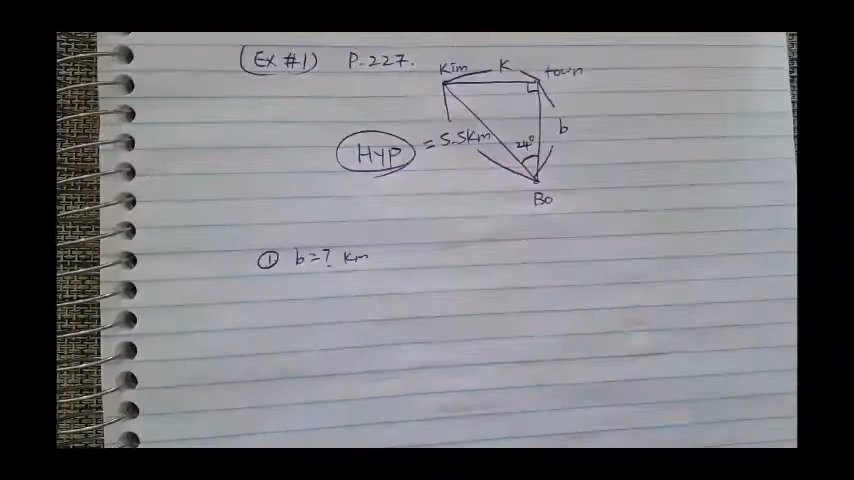 (Ex #1) P-227.
Kim K town
b
HYP = 5.5Km 24°
Bo
① b=? km